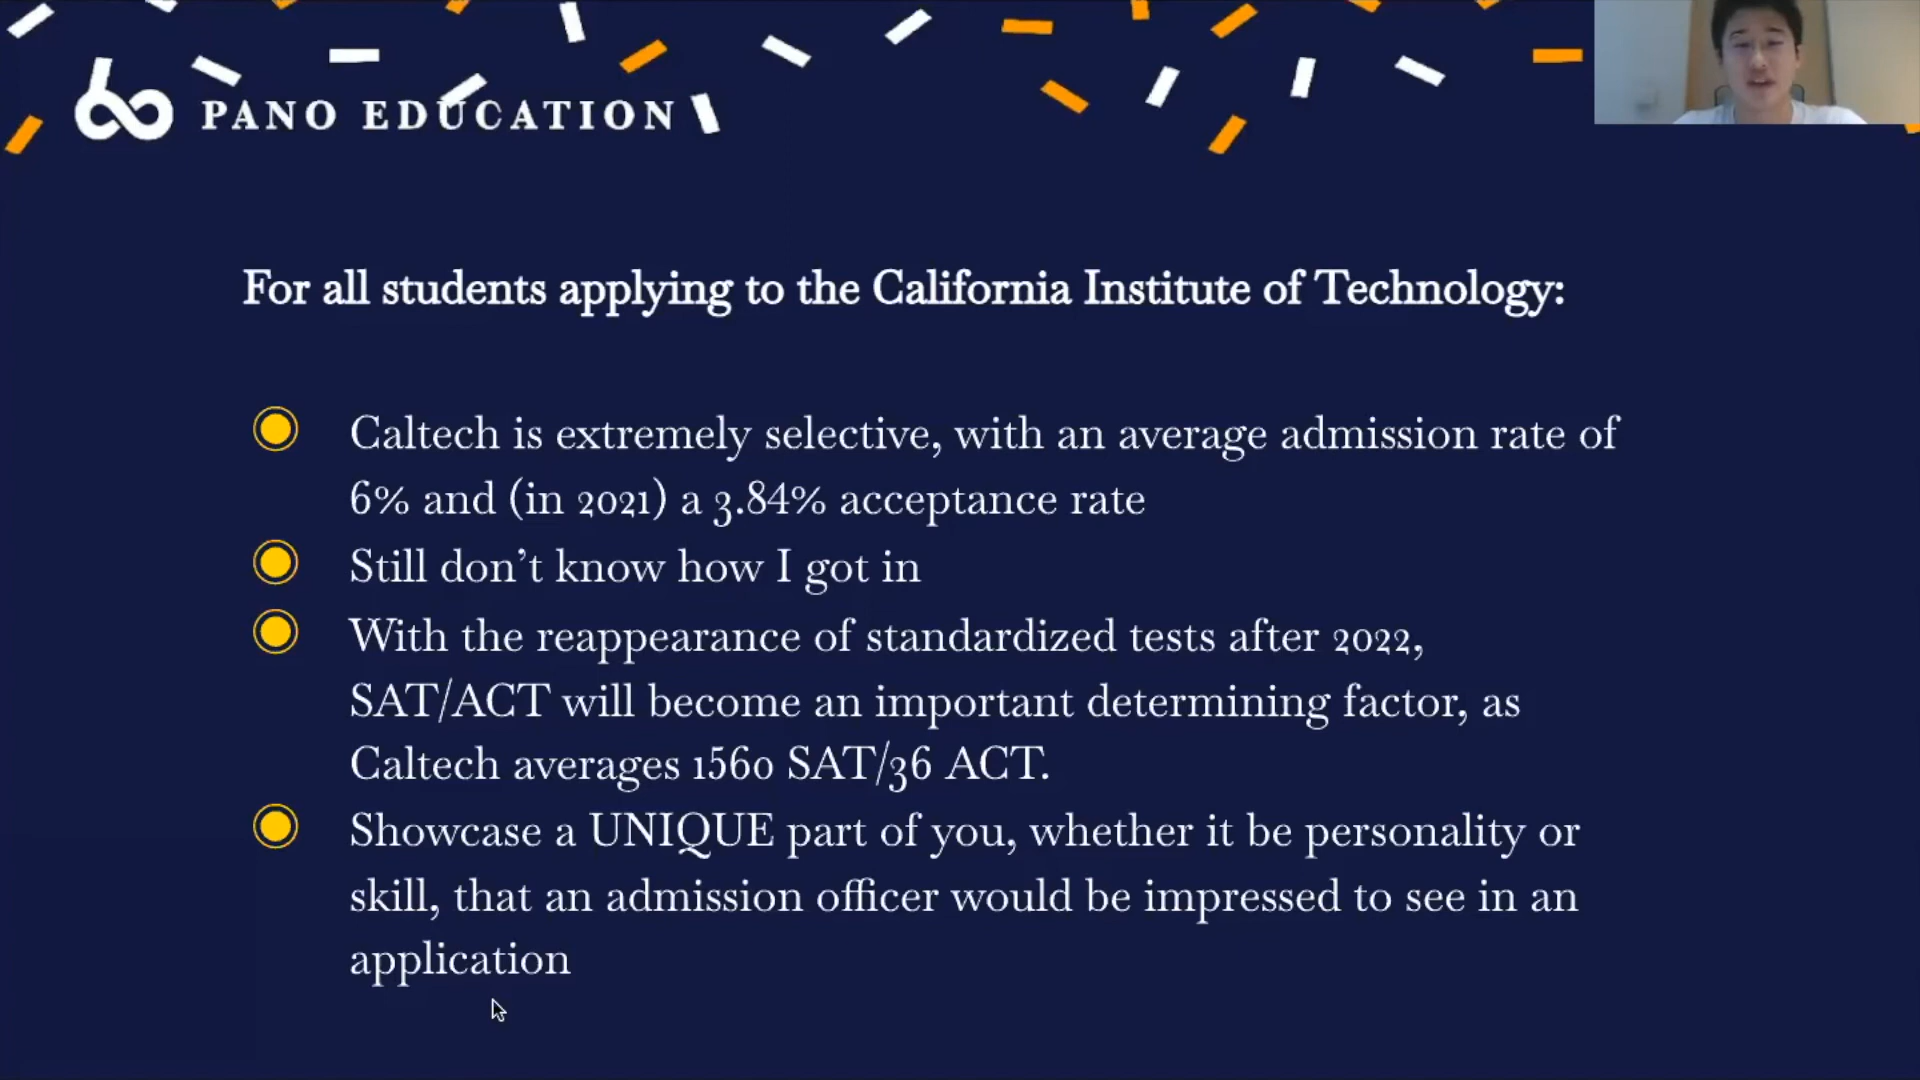 PANO EDUCATION
For all students applying to the California Institute of Technology:
Caltech is extremely selective, with an average admission rate of
6% and (in 2021) a 3.84% acceptance rate
Still don’t know how I got in
With the reappearance of standardized tests after 2022,
SAT/ACT will become an important determining factor, as
Caltech averages 1560 SAT/36 ACT.
Showcase a UNIQUE part of you, whether it be personality or
skill, that an admission officer would be impressed to see in an
application